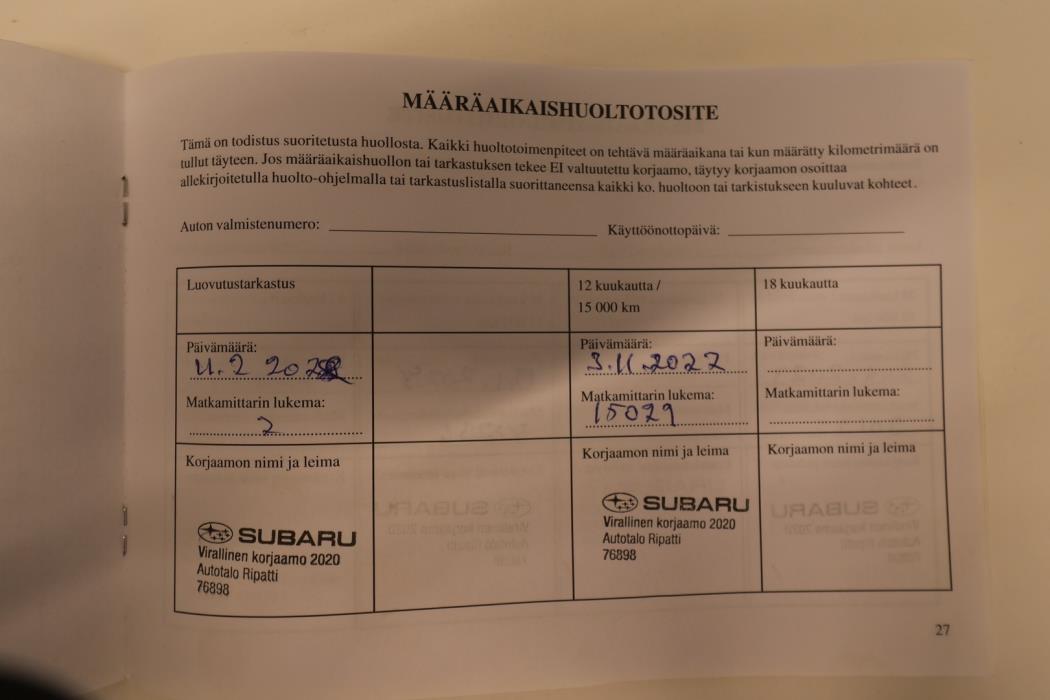 MÄÄRÄAIKAISHUOLTOTOSITE
Tämä on todistus suoritetusta huollosta. Kaikki huoltotoimenpiteet on tehtävä määräaikana tai kun määrätty kilometrimäärä on
tullut täyteen. Jos määräaikaishuollon tai tarkastuksen tekee EI valtuutettu korjaamo, täytyy korjaamon osoittaa
allekirjoitetulla huolto-ohjelmalla tai tarkastuslistalla suorittaneensa kaikki ko. huoltoon tai tarkistukseen kuuluvat kohteet.
Auton valmistenumero: Käyttöönottopäivä:
Luovutustarkastus
12 kuukautta /
15 000 km
18 kuukautta
Päivämäärä:
Matkamittarin lukema:
2
Päivämäärä:
3.11.2022
Matkamittarin lukema:
15029
Päivämäärä:
Matkamittarin lukema:
Korjaamon nimi ja leima
SUBARU
Virallinen korjaamo 2020
Autotalo Ripatti
76898
Korjaamon nimi ja leima
SUBARU
Virallinen korjaamo 2020
Autotalo Ripatti
76898
Korjaamon nimi ja leima
27